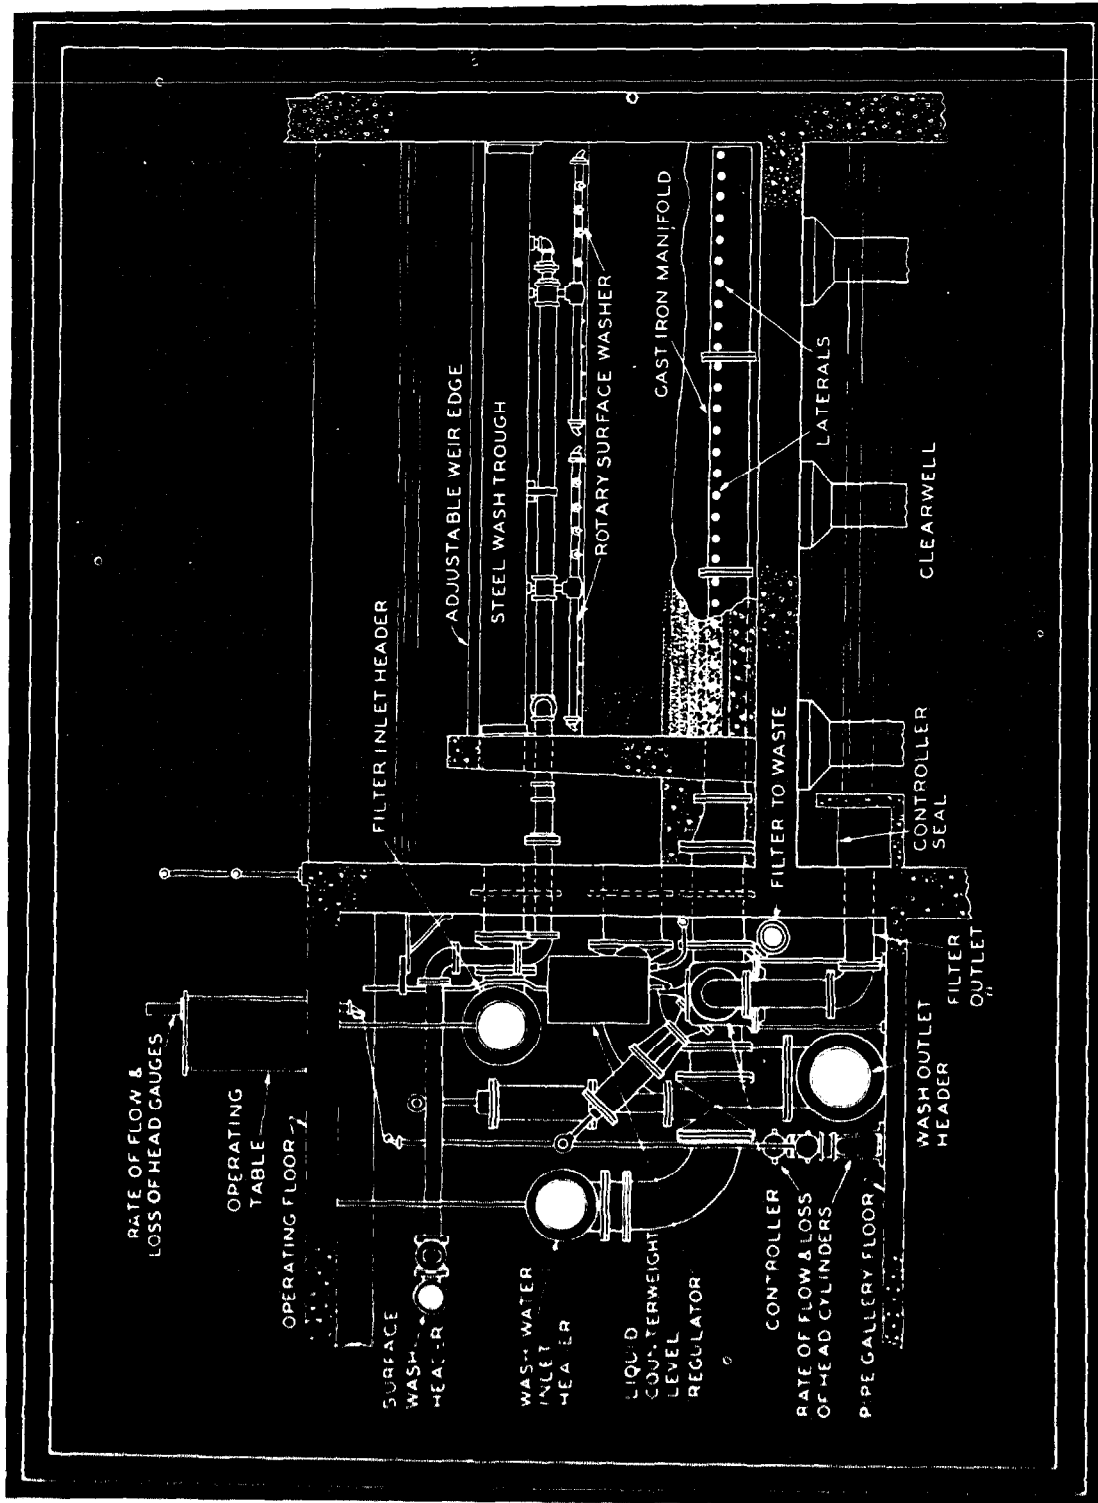 RATE OF FLOW &
LOSS OF HEAD GAUGES
OPERATING
TABLE
OPERATING FLOOR
SURFACE
WASH
HEADER
FILTER INLET HEADER
ADJUSTABLE WEIR EDGE
STEEL WASH TROUGH
WASH WATER
INLET
HEADER
ROTARY SURFACE WASHER
LIQUID
COUNTERWEIGHT
LEVEL
REGULATOR
CAST IRON MANIFOLD
CONTROLLER
FILTER TO WASTE
LATERALS
RATE OF FLOW & LOSS
OF HEAD CYLINDERS
PIPE GALLERY FLOOR
WASH OUTLET
HEADER
FILTER
OUTLET
CONTROLLER
SEAL
CLEARWELL